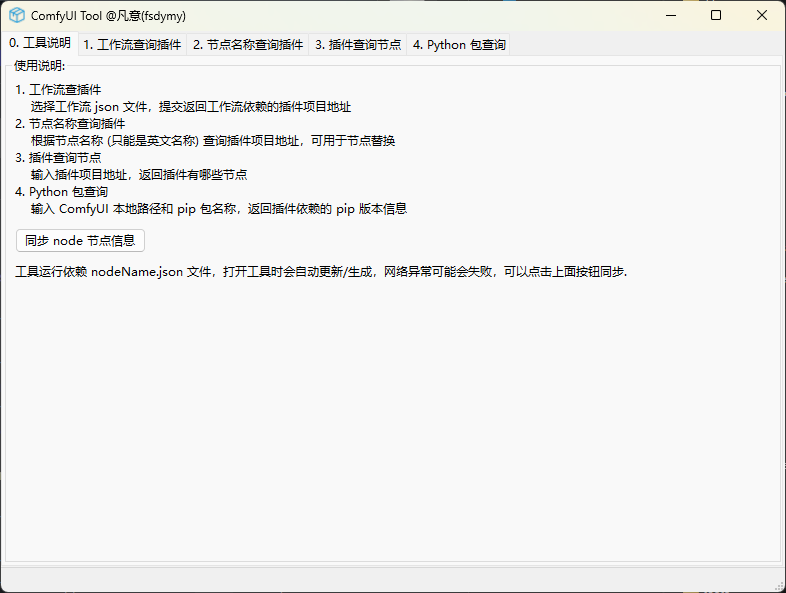 ComfyUI Tool @凡意(fsdymy)
0. 工具说明 1. 工作流查询插件 2. 节点名称查询插件 3. 插件查询节点 4. Python 包查询
使用说明:
1. 工作流查插件
选择工作流 json 文件，提交返回工作流依赖的插件项目地址
2. 节点名称查询插件
根据节点名称 (只能是英文名称) 查询插件项目地址，可用于节点替换
3. 插件查询节点
输入插件项目地址，返回插件有哪些节点
4. Python 包查询
输入 ComfyUI 本地路径和 pip 包名称，返回插件依赖的 pip 版本信息
同步 node 节点信息
工具运行依赖 nodeName.json 文件，打开工具时会自动更新/生成，网络异常可能会失败，可以点击上面按钮同步.